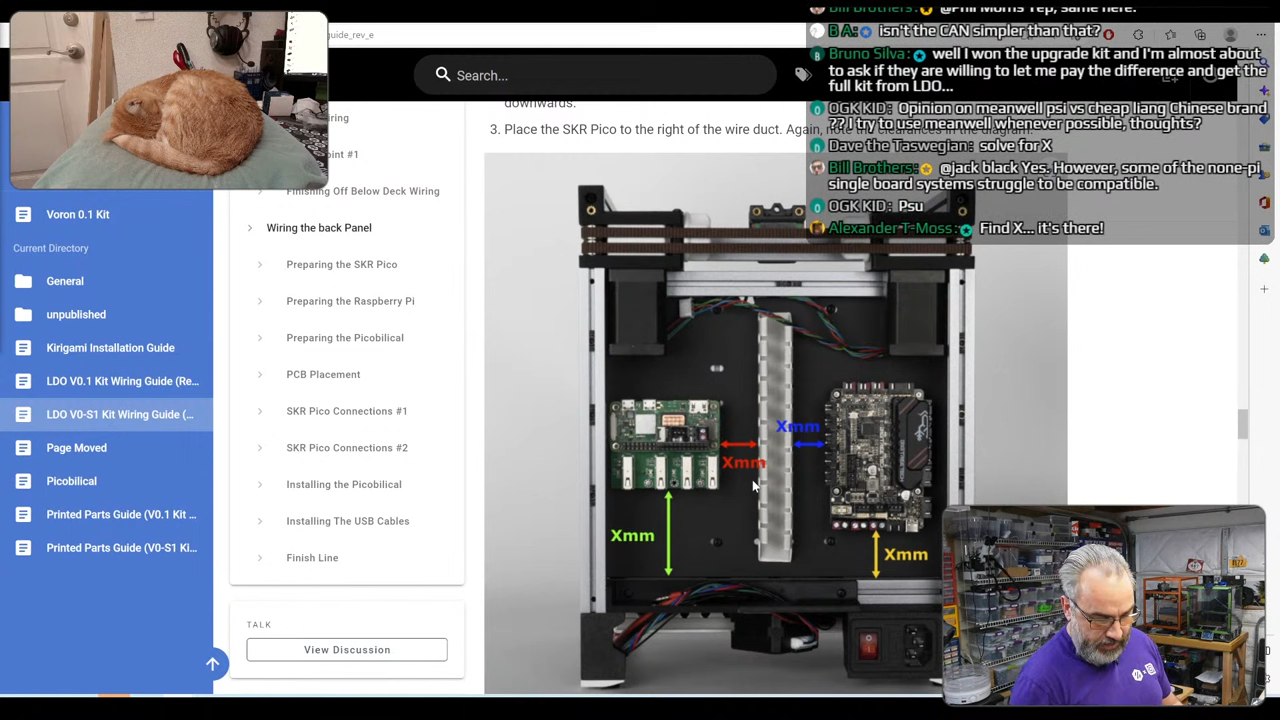 Bill Brothers: @Phil Morris Yep, same here.
B A: isn't the CAN simpler than that?
Bruno Silva: well I won the upgrade kit and I'm almost about
to ask if they are willing to let me pay the difference and get the
full kit from LDO...
OGK KID: Opinion on meanwell psi vs cheap liang Chinese brand
?? I try to use meanwell whenever possible, thoughts?
Dave the Taswegian: solve for X
Bill Brothers: @jack black Yes. However, some of the none-pi
single board systems struggle to be compatible.
OGK KID: Psu
Alexander T-Moss: Find X... it's there!
guide_rev_e
Search...
Voron 0.1 Kit
Current Directory
General
unpublished
Kirigami Installation Guide
LDO V0.1 Kit Wiring Guide (Re...
LDO V0-S1 Kit Wiring Guide (...
Page Moved
Picobilical
Printed Parts Guide (V0.1 Kit ...
Printed Parts Guide (V0-S1 Ki...
iring
oint #1
Finishing Off Below Deck Wiring
Wiring the back Panel
Preparing the SKR Pico
Preparing the Raspberry Pi
Preparing the Picobilical
PCB Placement
SKR Pico Connections #1
SKR Pico Connections #2
Installing the Picobilical
Installing The USB Cables
Finish Line
TALK
View Discussion
downwards.
3. Place the SKR Pico to the right of the wire duct. Again, note the clearances in the diagram.
Xmm
Xmm
Xmm
Xmm